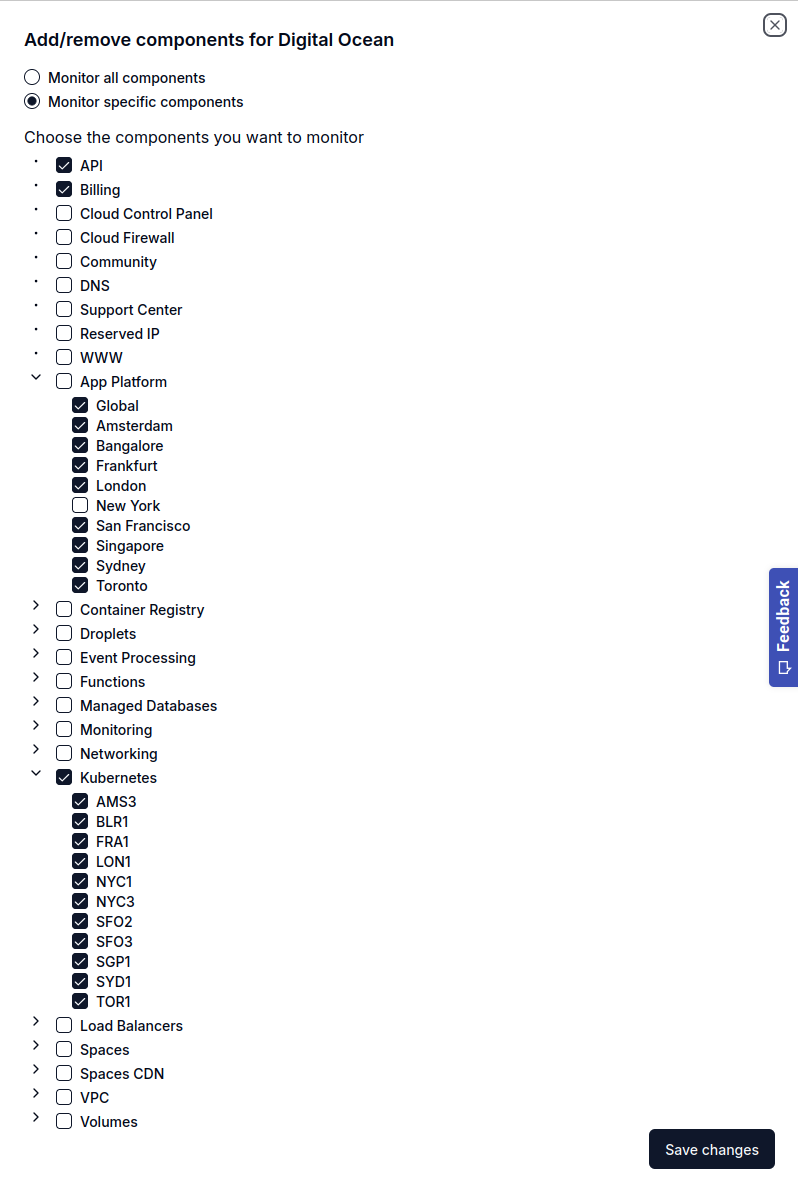 Add/remove components for Digital Ocean
Monitor all components
Monitor specific components
Choose the components you want to monitor
API
Billing
Cloud Control Panel
Cloud Firewall
Community
DNS
Support Center
Reserved IP
WWW
App Platform
Global
Amsterdam
Bangalore
Frankfurt
London
New York
San Francisco
Singapore
Sydney
Toronto
Container Registry
Droplets
Event Processing
Functions
Managed Databases
Monitoring
Networking
Kubernetes
AMS3
BLR1
FRA1
LON1
NYC1
NYC3
SFO2
SFO3
SGP1
SYD1
TOR1
Load Balancers
Spaces
Spaces CDN
VPC
Volumes
Save changes
Feedback